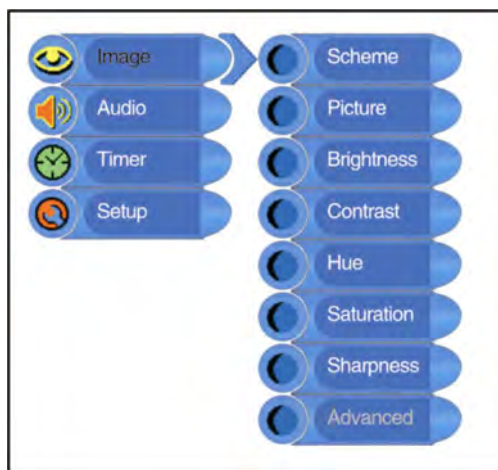 Image
Audio
Timer
Setup
Scheme
Picture
Brightness
Contrast
Hue
Saturation
Sharpness
Advanced